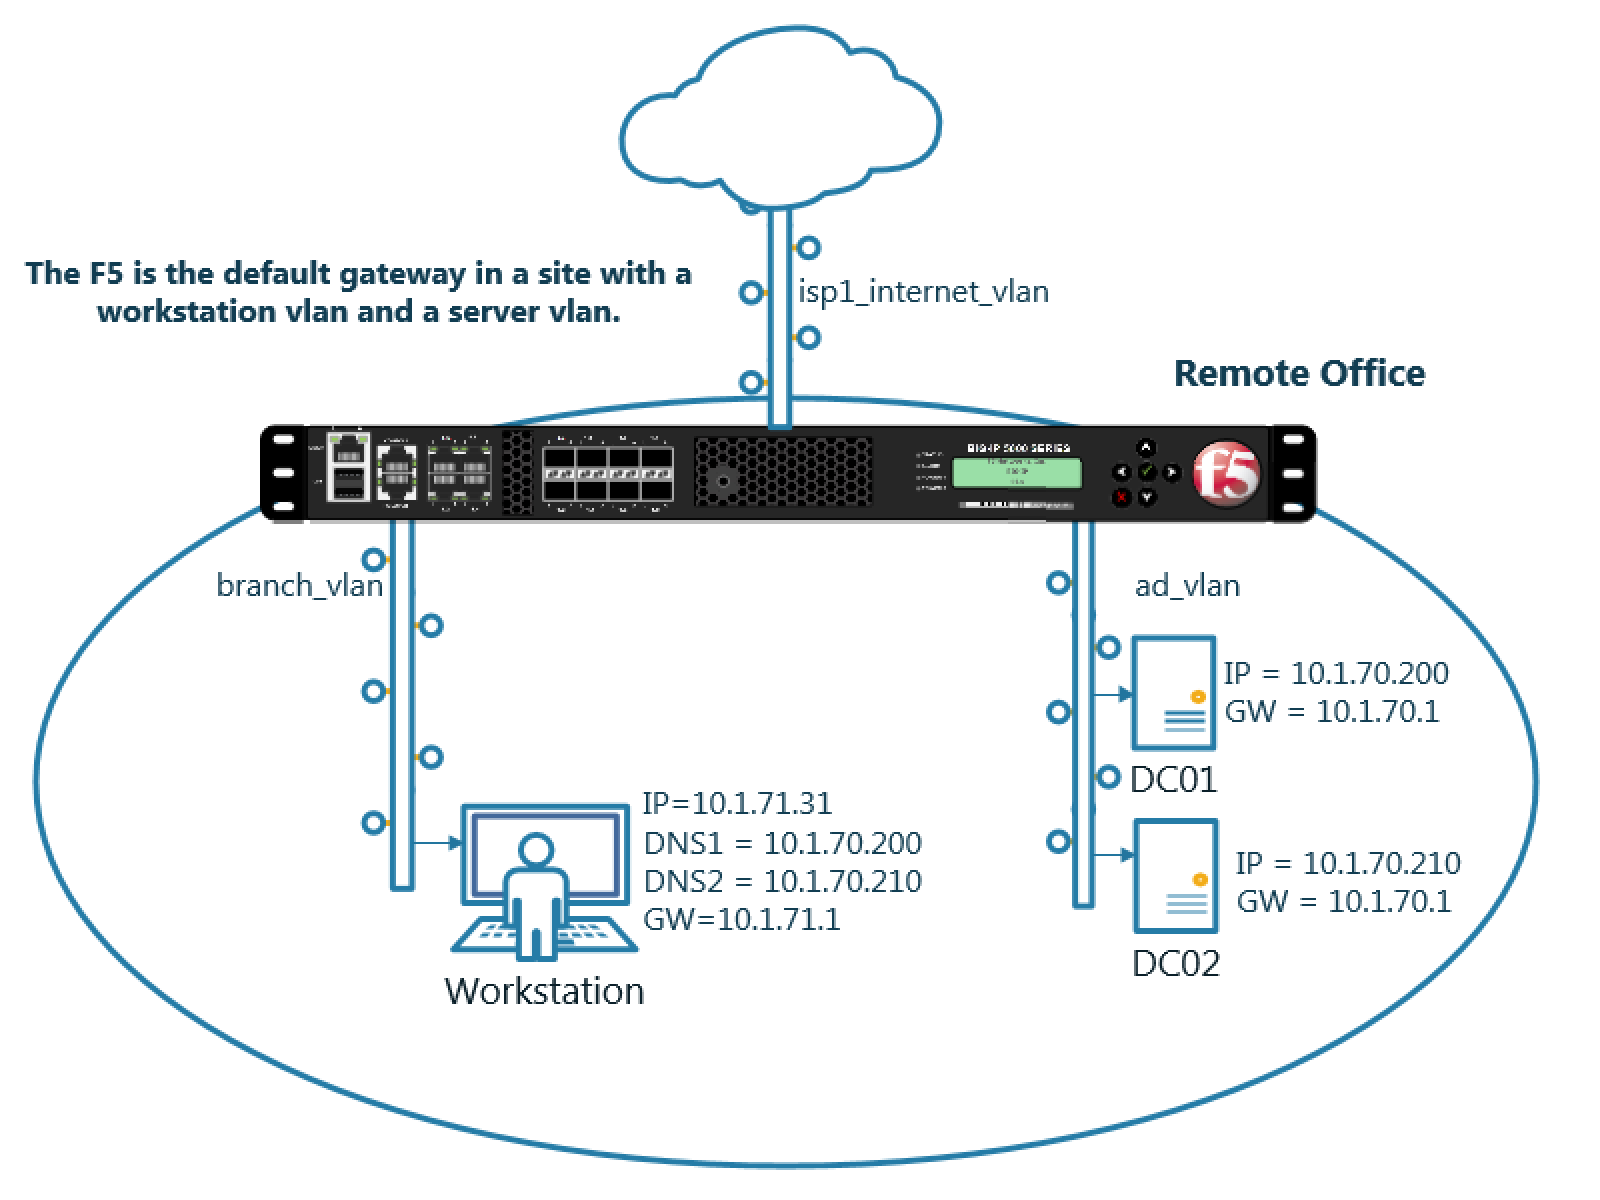 The F5 is the default gateway in a site with a
workstation vlan and a server vlan.
isp1_internet_vlan
Remote Office
BIG-IP 5000 SERIES
f5
branch_vlan
ad_vlan
IP = 10.1.70.200
GW = 10.1.70.1
DC01
IP=10.1.71.31
DNS1 = 10.1.70.200
DNS2 = 10.1.70.210
GW=10.1.71.1
Workstation
IP = 10.1.70.210
GW = 10.1.70.1
DC02